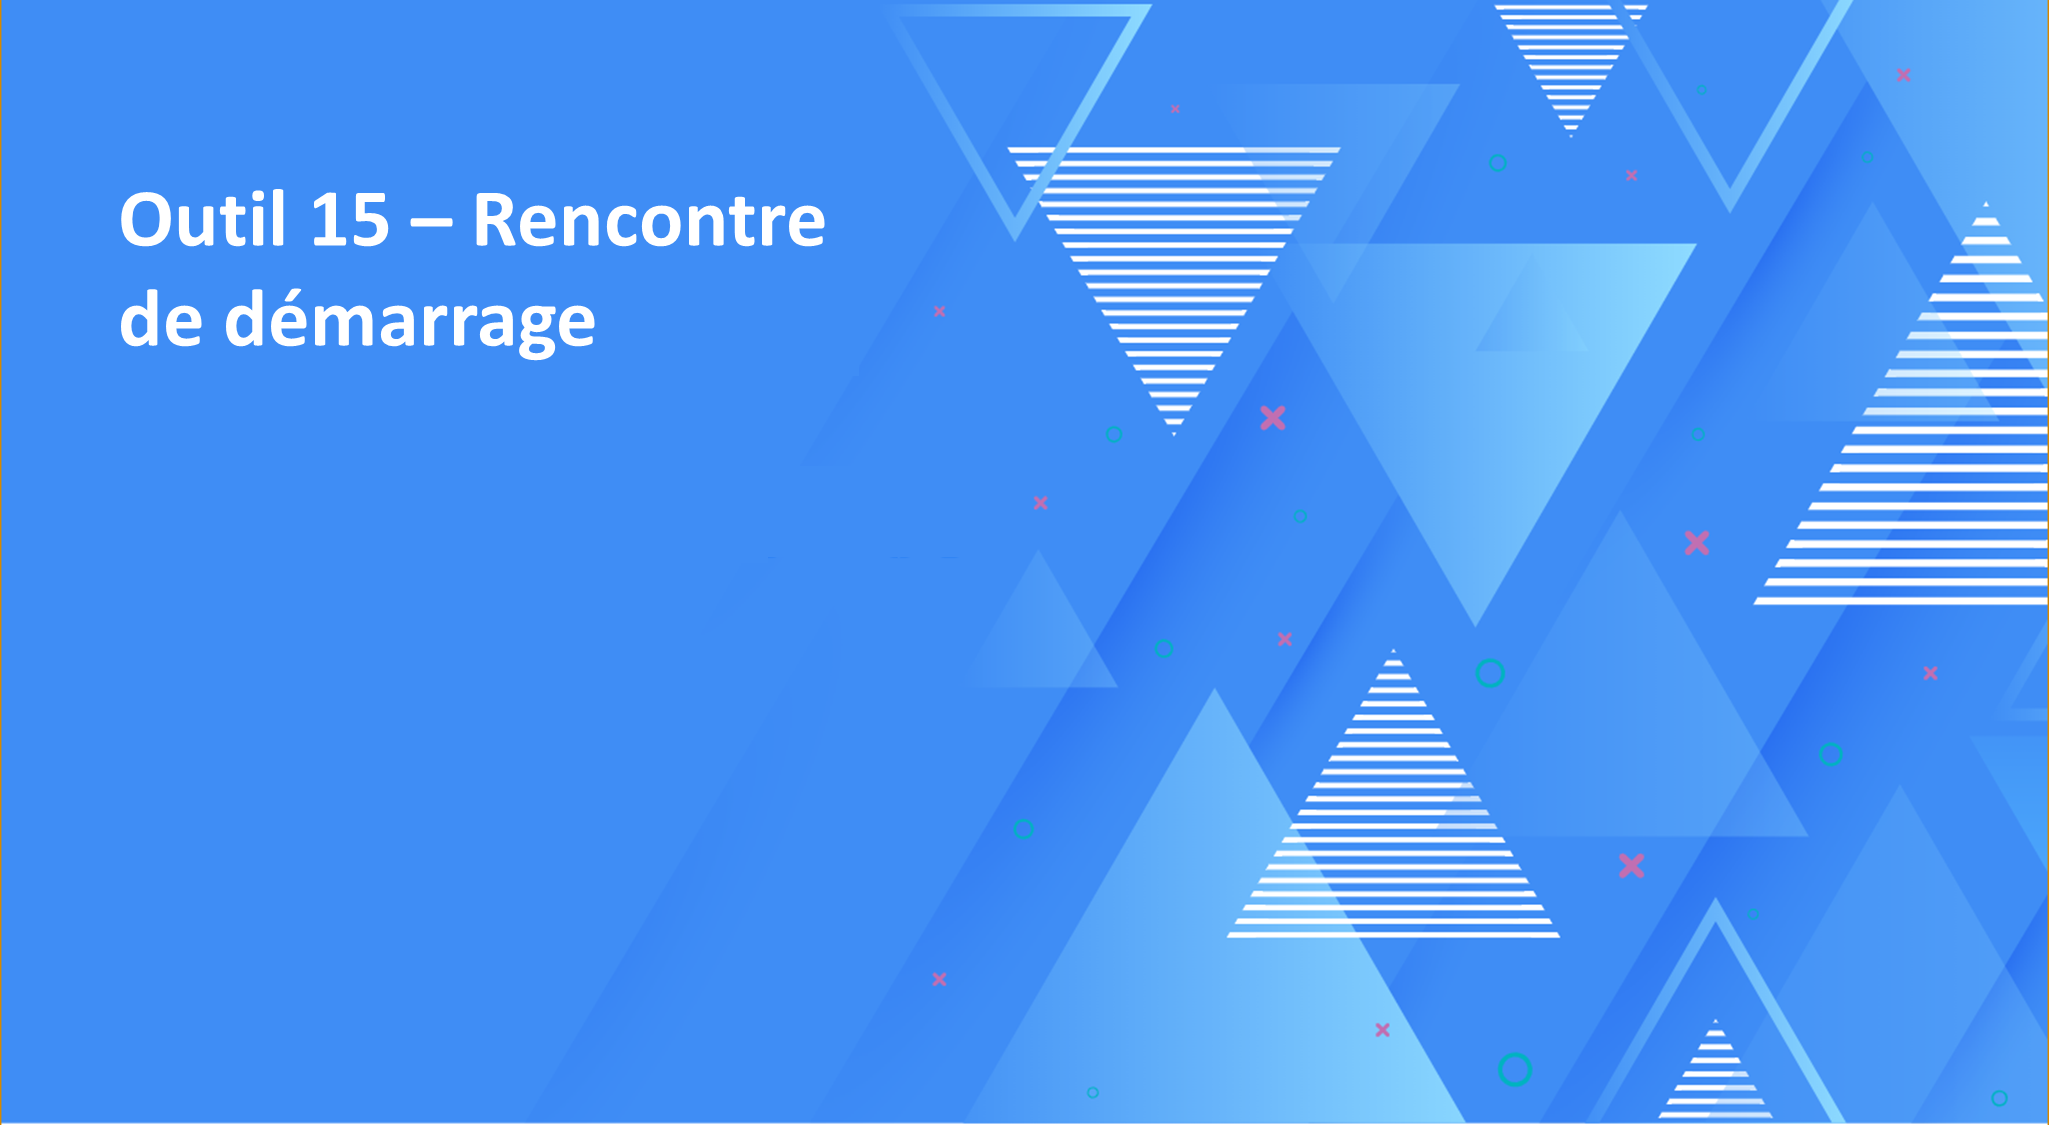 Outil 15 – Rencontre
de démarrage